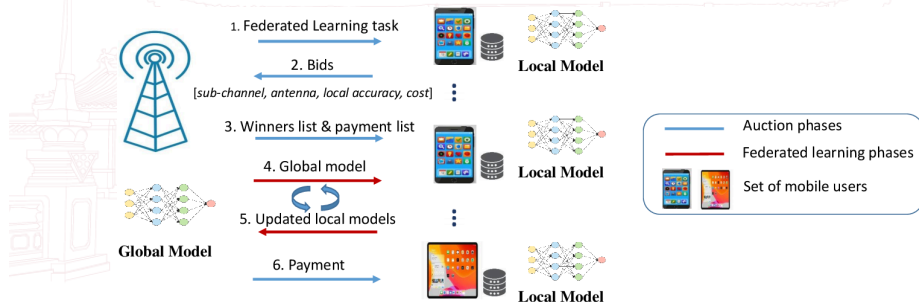 1. Federated Learning task
2. Bids
[sub-channel, antenna, local accuracy, cost]
3. Winners list & payment list
4. Global model
5. Updated local models
6. Payment
Global Model
Local Model
Local Model
Local Model
Auction phases
Federated learning phases
Set of mobile users